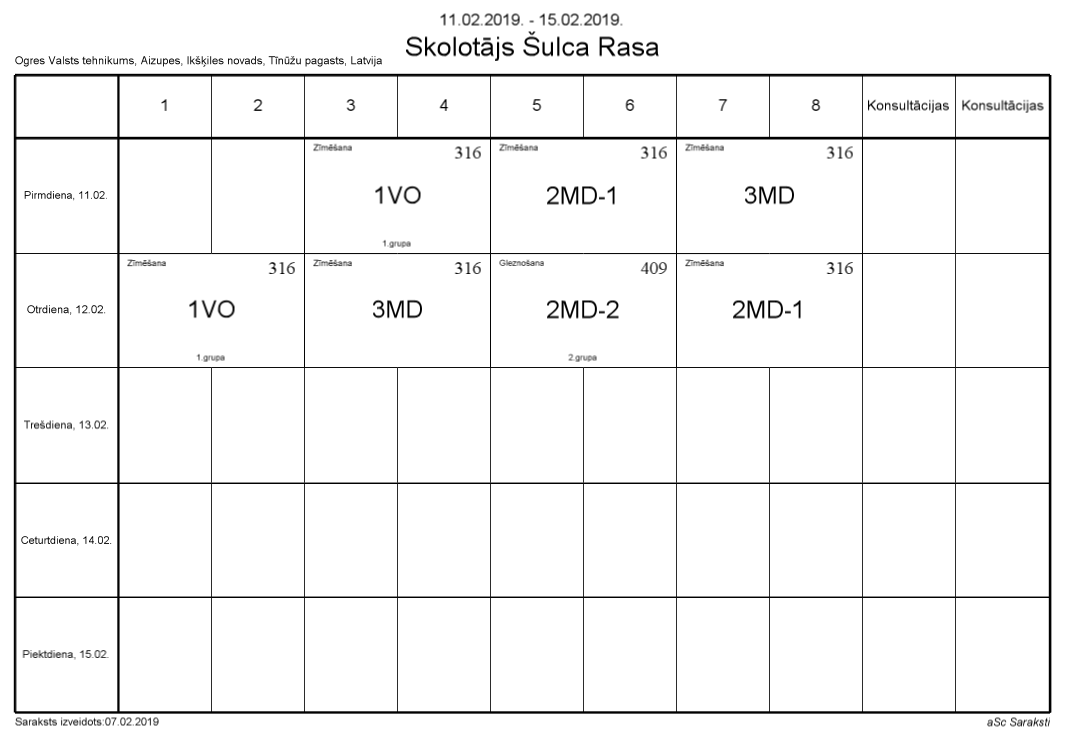 11.02.2019. - 15.02.2019.
Skolotājs Šulca Rasa
Ogres Valsts tehnikums, Aizupes, Ikšķiles novads, Tīnūžu pagasts, Latvija
1 2 3 4 5 6 7 8 Konsultācijas Konsultācijas
Pirmdiena, 11.02.
Zīmēšana 316
1VO
1.grupa
Zīmēšana 316
2MD-1
Zīmēšana 316
3MD
Otrdiena, 12.02.
Zīmēšana 316
1VO
1.grupa
Zīmēšana 316
3MD
Gleznošana 409
2MD-2
2.grupa
Zīmēšana 316
2MD-1
Trešdiena, 13.02.
Ceturtdiena, 14.02.
Piektdiena, 15.02.
Saraksts izveidots:07.02.2019
aSc Saraksti